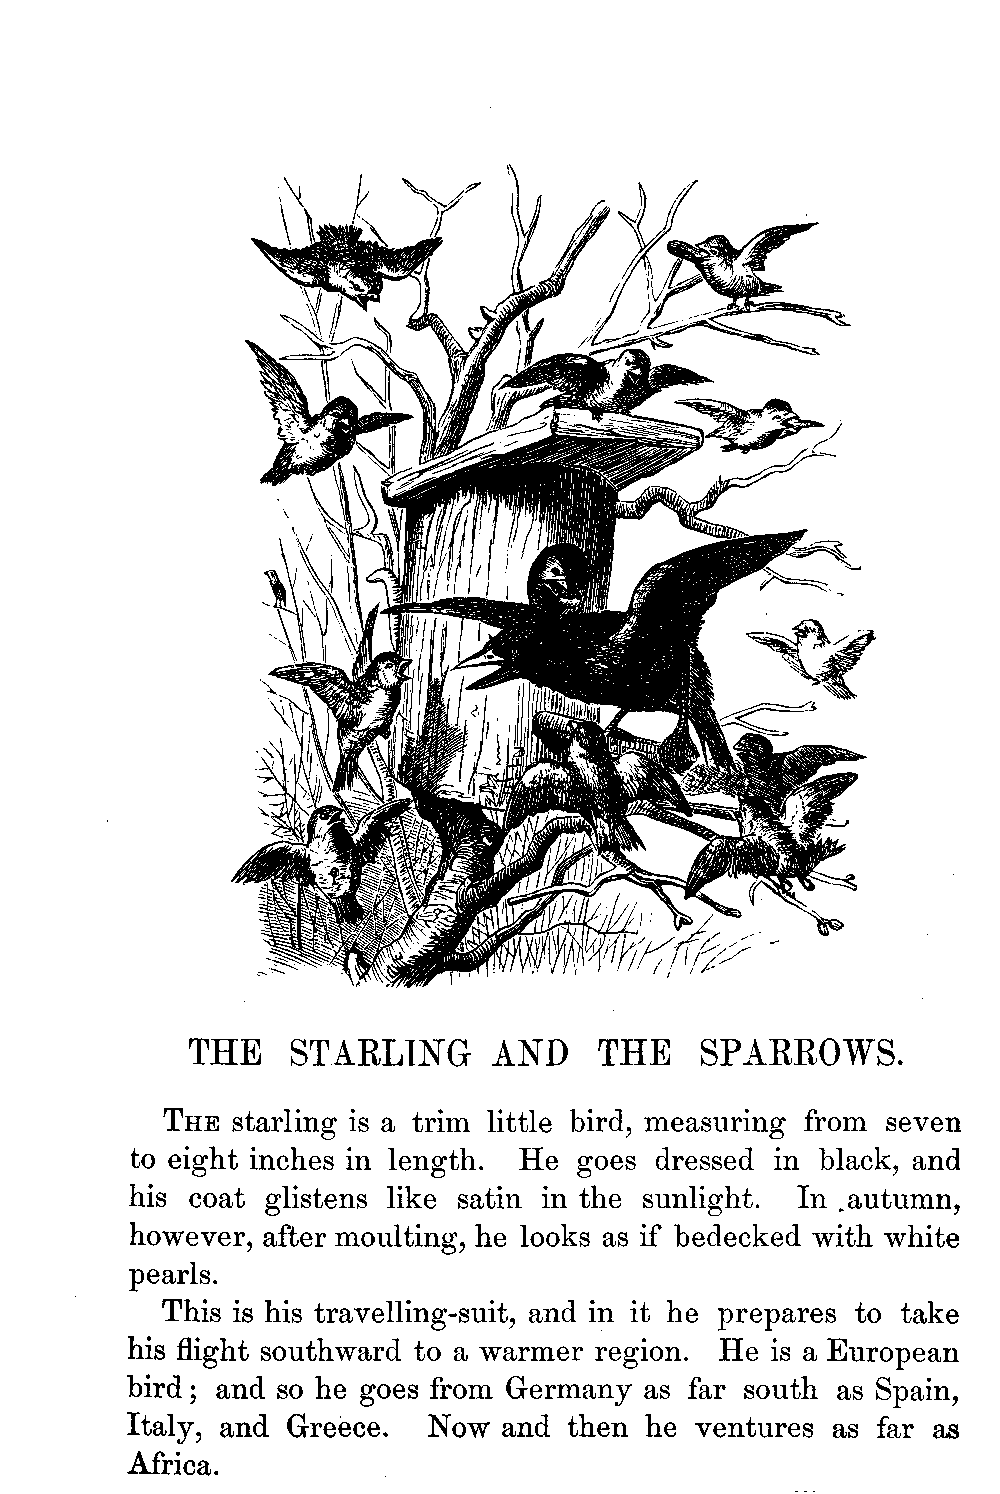 THE STARLING AND THE SPARROWS.
THE starling is a trim little bird, measuring from seven
to eight inches in length. He goes dressed in black, and
his coat glistens like satin in the sunlight. In autumn,
however, after moulting, he looks as if bedecked with white
pearls.
This is his travelling-suit, and in it he prepares to take
his flight southward to a warmer region. He is a European
bird; and so he goes from Germany as far south as Spain,
Italy, and Greece. Now and then he ventures as far as
Africa.